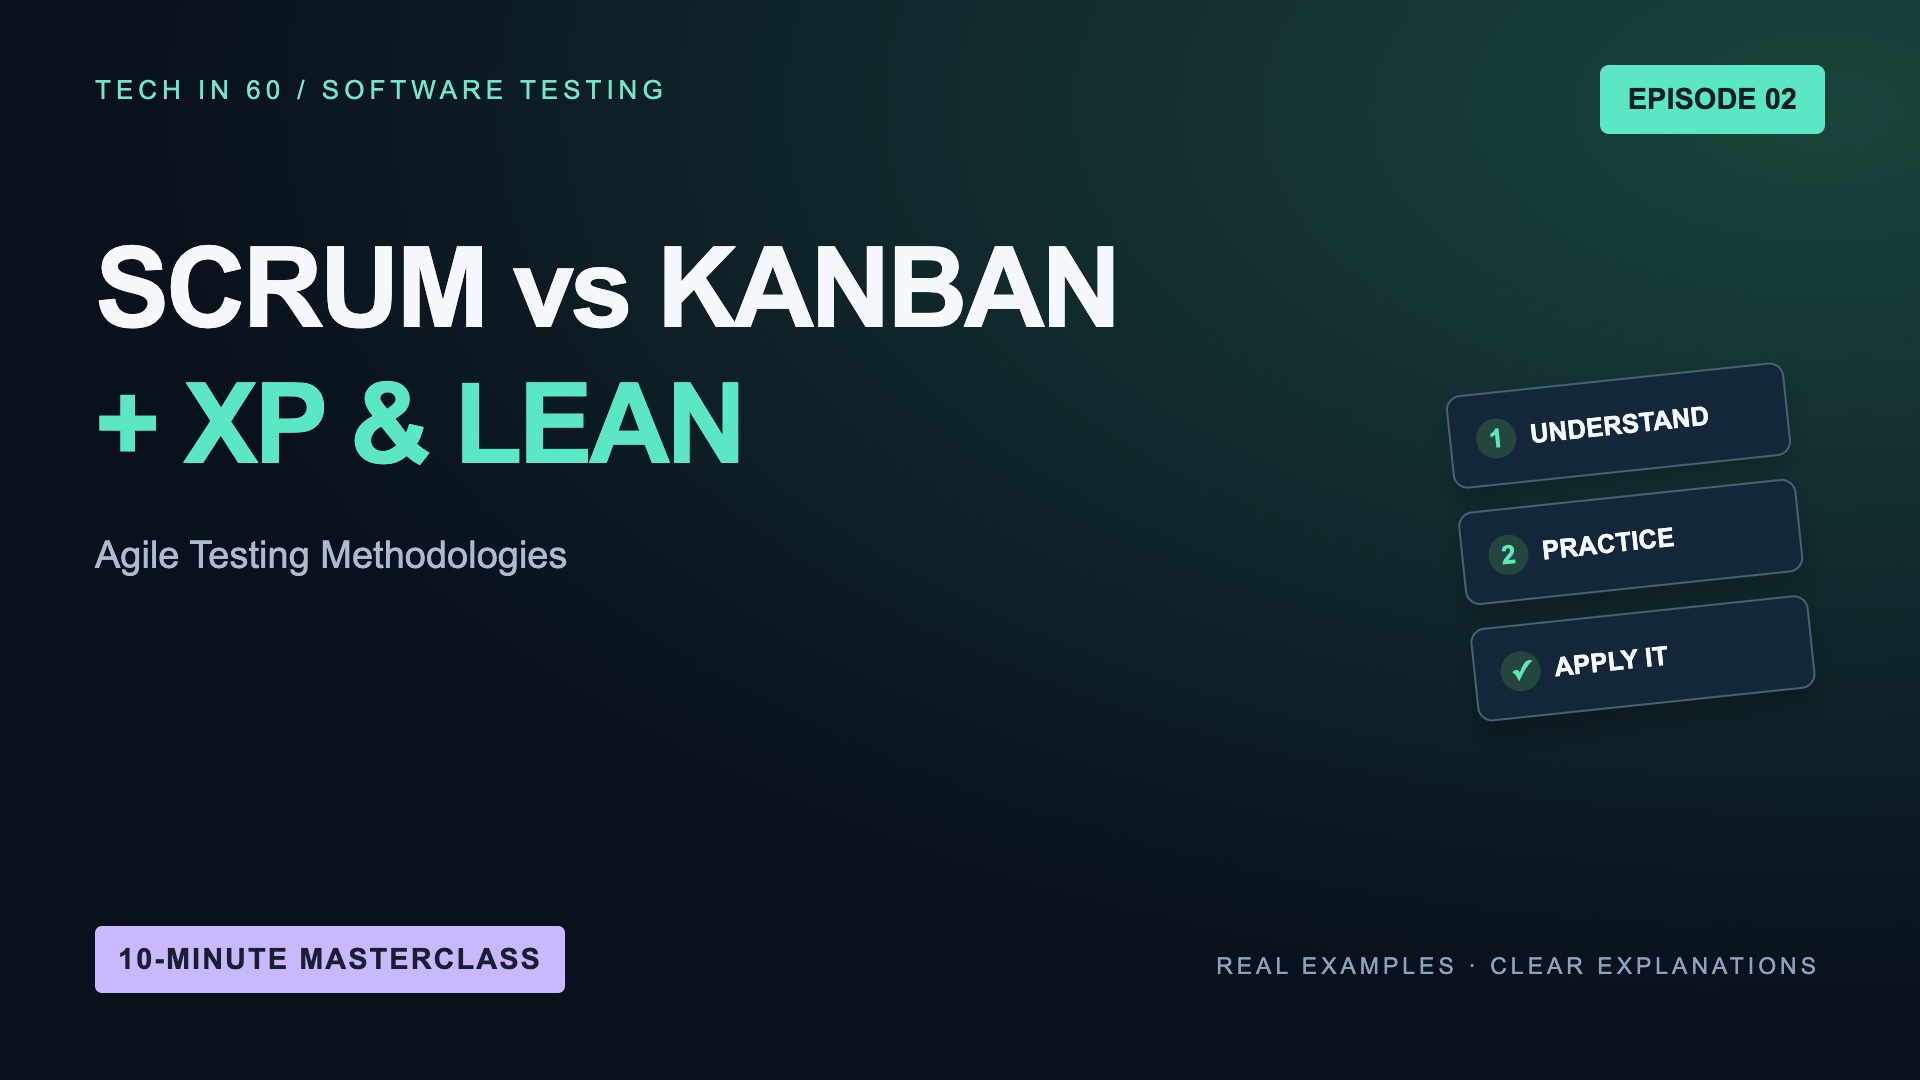 TECH IN 60 / SOFTWARE TESTING
EPISODE 02
SCRUM vs KANBAN
+ XP & LEAN
Agile Testing Methodologies
1 UNDERSTAND
2 PRACTICE
✓ APPLY IT
10-MINUTE MASTERCLASS
REAL EXAMPLES · CLEAR EXPLANATIONS